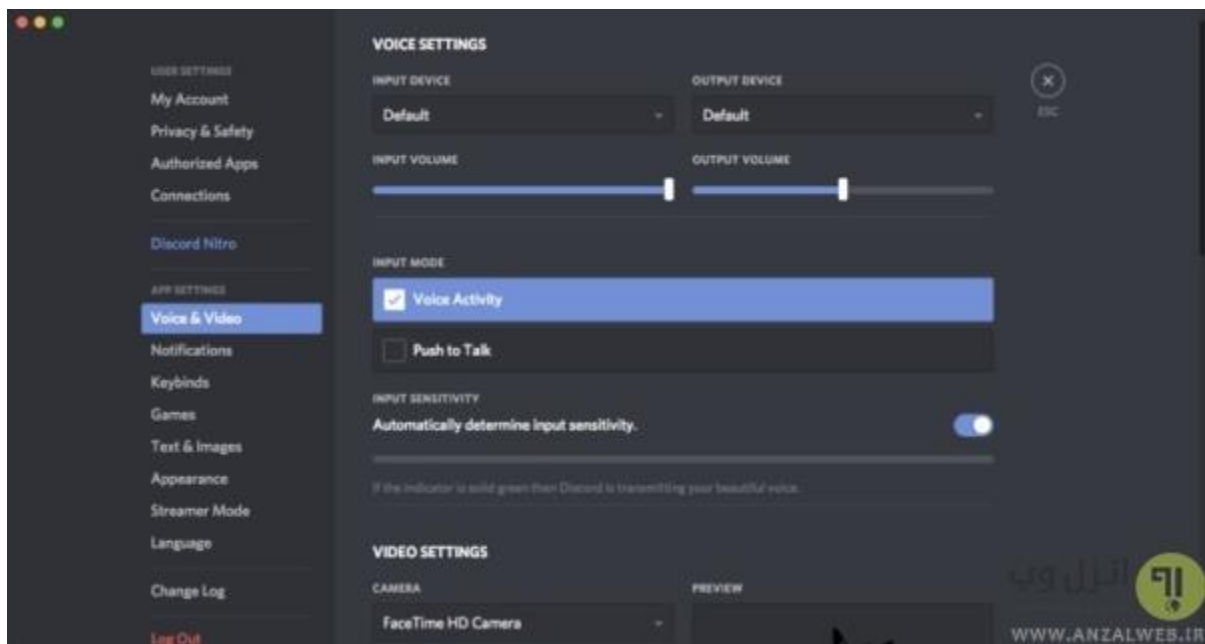 USER SETTINGS
My Account
Privacy & Safety
Authorized Apps
Connections
Discord Nitro
APP SETTINGS
Voice & Video
Notifications
Keybinds
Games
Text & Images
Appearance
Streamer Mode
Language
Change Log
Log Out
VOICE SETTINGS
INPUT DEVICE
Default
OUTPUT DEVICE
Default
INPUT VOLUME
OUTPUT VOLUME
INPUT MODE
Voice Activity
Push to Talk
INPUT SENSITIVITY
Automatically determine input sensitivity.
If the indicator is solid green then Discord is transmitting your beautiful voice.
VIDEO SETTINGS
CAMERA
FaceTime HD Camera
PREVIEW
ESC
انزل وب
WWW.ANZALWEB.IR